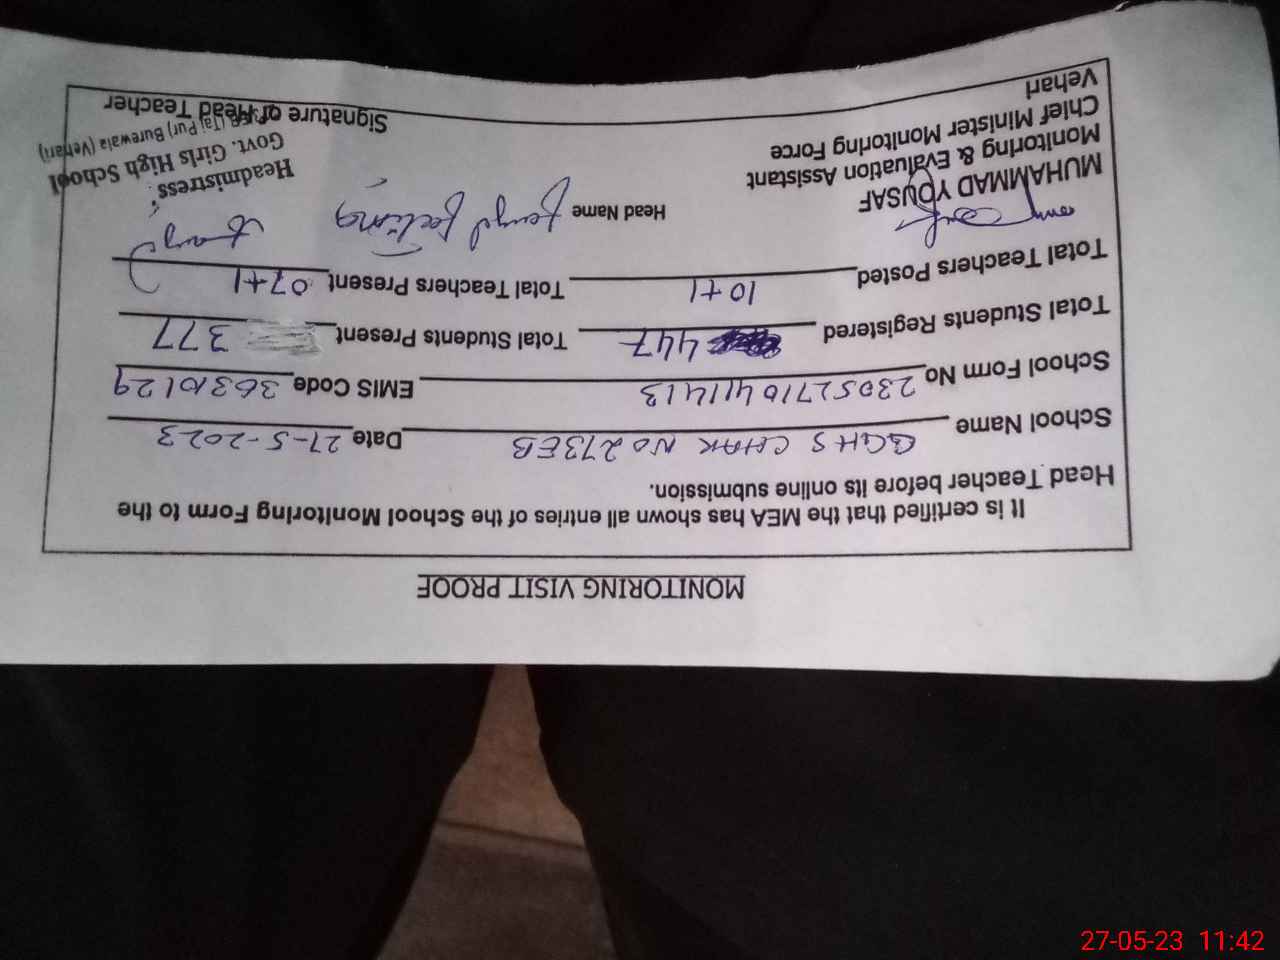 MONITORING VISIT PROOF
It is certified that the MEA has shown all entries of the School Monitoring Form to the
Head Teacher before its online submission.
School Name GGHS CHAK NO 273EB Date 27-5-2023
School Form No 23052710411413 EMIS Code 36310129
Total Students Registered 447 Total Students Present 377
Total Teachers Posted 10+1 Total Teachers Present 07+1
MUHAMMAD YOUSAF
Monitoring & Evaluation Assistant
Chief Minister Monitoring Force
Vehari
Head Name
Headmistress
Govt. Girls High School
(Taj Pur) Burewala (Vehari)
Signature of Head Teacher
27-05-23 11:42